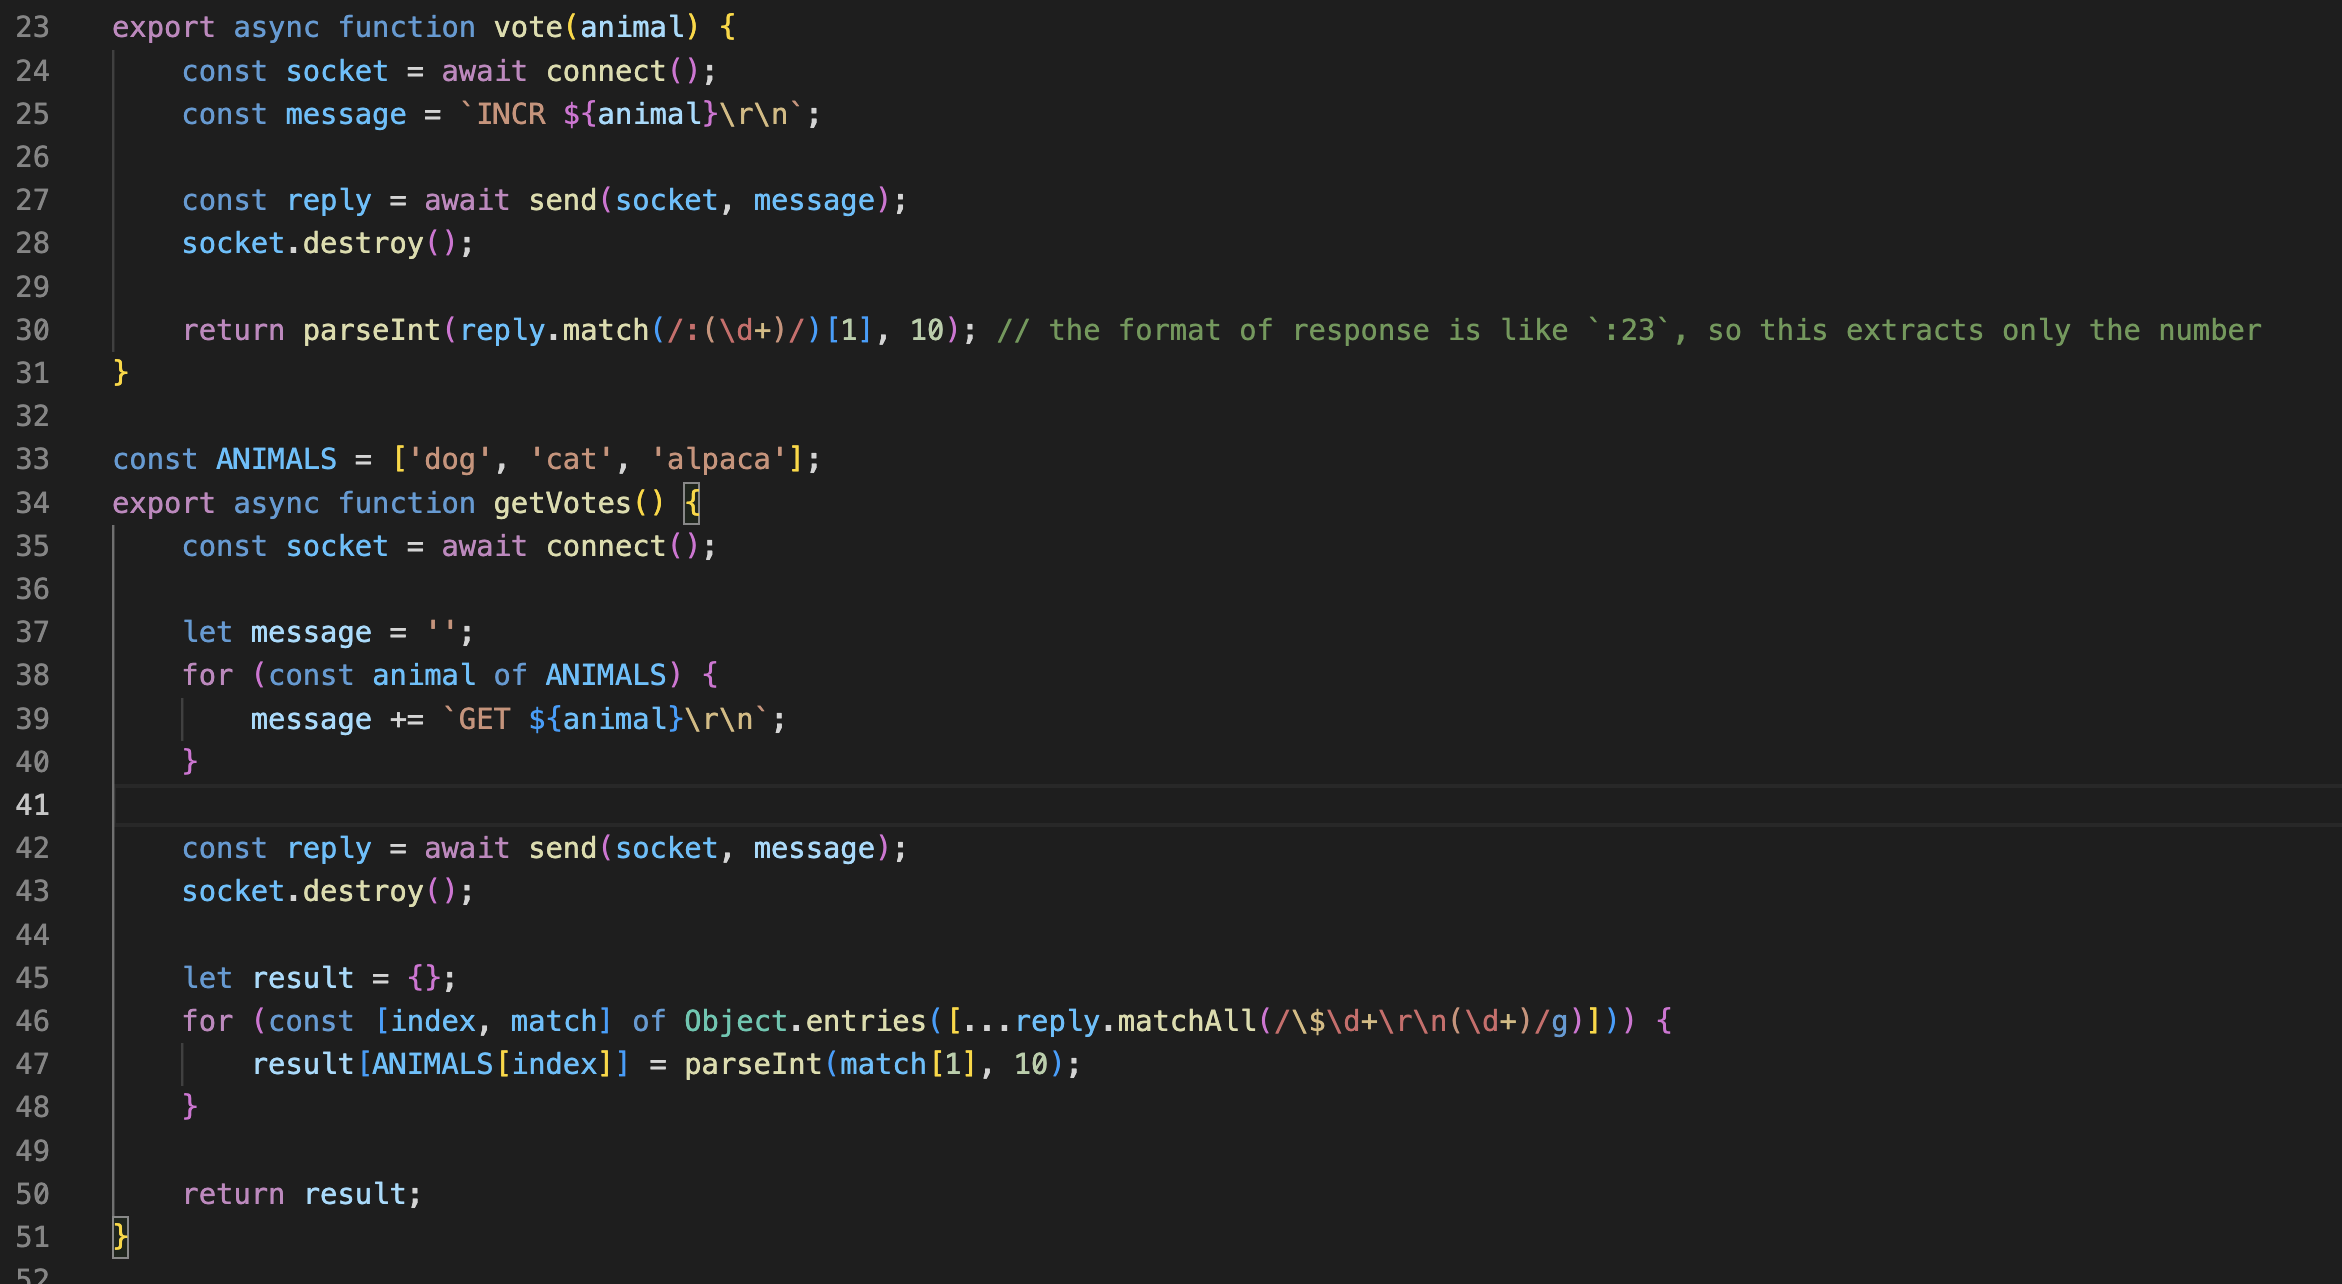 23 export async function vote(animal) {
24     const socket = await connect();
25     const message = `INCR ${animal}\r\n`;
26
27     const reply = await send(socket, message);
28     socket.destroy();
29
30     return parseInt(reply.match(/:(\d+)/)[1], 10); // the format of response is like `:23`, so this extracts only the number
31 }
32
33 const ANIMALS = ['dog', 'cat', 'alpaca'];
34 export async function getVotes() {
35     const socket = await connect();
36
37     let message = '';
38     for (const animal of ANIMALS) {
39         message += `GET ${animal}\r\n`;
40     }
41
42     const reply = await send(socket, message);
43     socket.destroy();
44
45     let result = {};
46     for (const [index, match] of Object.entries([...reply.matchAll(/\$\d+\r\n(\d+)/g)])) {
47         result[ANIMALS[index]] = parseInt(match[1], 10);
48     }
49
50     return result;
51 }
52